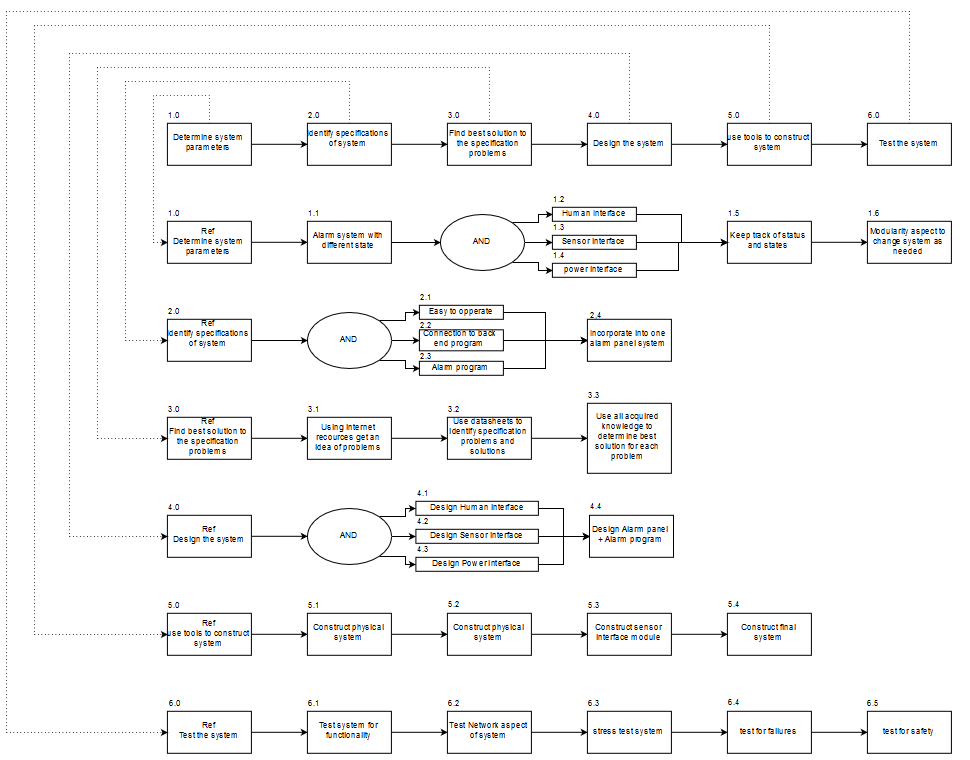 1.0
Determine system
parameters
2.0
Identify specifications
of system
3.0
Find best solution to
the specification
problems
4.0
Design the system
5.0
use tools to construct
system
6.0
Test the system
1.0
Ref
Determine system
parameters
1.1
Alarm system with
different state
AND
1.2
Human Interface
1.3
Sensor Interface
1.4
power Interface
1.5
Keep track of status
and states
1.6
Modularity aspect to
change system as
needed
2.0
Ref
Identify specifications
of system
AND
2.1
Easy to opperate
2.2
Connection to back
end program
2.3
Alarm program
2.4
Incorporate into one
alarm panel system
3.0
Ref
Find best solution to
the specification
problems
3.1
Using Internet
recources get an
idea of problems
3.2
Use datasheets to
identify specification
problems and
solutions
3.3
Use all acquired
knowledge to
determine best
solution for each
problem
4.0
Ref
Design the system
AND
4.1
Design Human Interface
4.2
Design Sensor Interface
4.3
Design Power Interface
4.4
Design Alarm panel
+ Alarm program
5.0
Ref
use tools to construct
system
5.1
Construct physical
system
5.2
Construct physical
system
5.3
Construct sensor
Interface module
5.4
Construct final
system
6.0
Ref
Test the system
6.1
Test system for
functionality
6.2
Test Network aspect
of system
6.3
stress test system
6.4
test for failures
6.5
test for safety